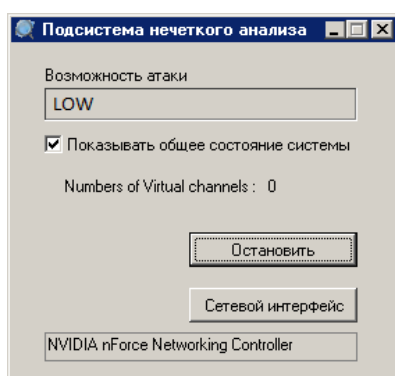 Подсистема нечеткого анализа
Возможность атаки
LOW
Показывать общее состояние системы
Numbers of Virtual channels : 0
Остановить
Сетевой интерфейс
NVIDIA nForce Networking Controller